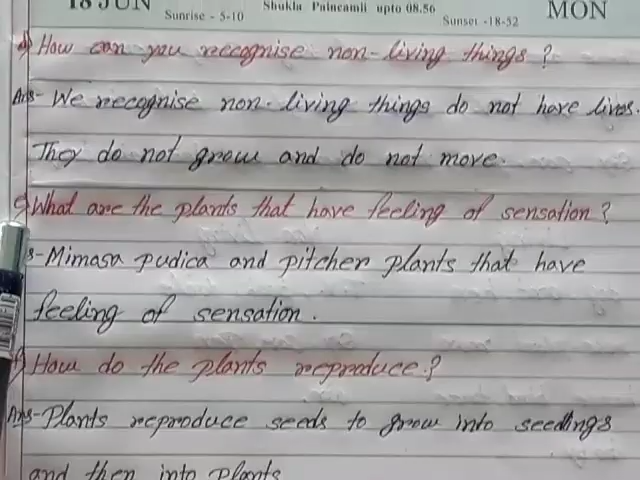 18 JUN Sunrise - 5-10 Shukla Pancamii upto 08.56 Sunset -18-52 MON
d) How can you recognise non-living things ?
Ans- We recognise non-living things do not have lives.
They do not grow and do not move.
e) What are the plants that have feeling of sensation ?
s- Mimasa pudica and pitcher plants that have
feeling of sensation.
f) How do the plants reproduce ?
Ans- Plants reproduce seeds to grow into seedlings
and then into plants